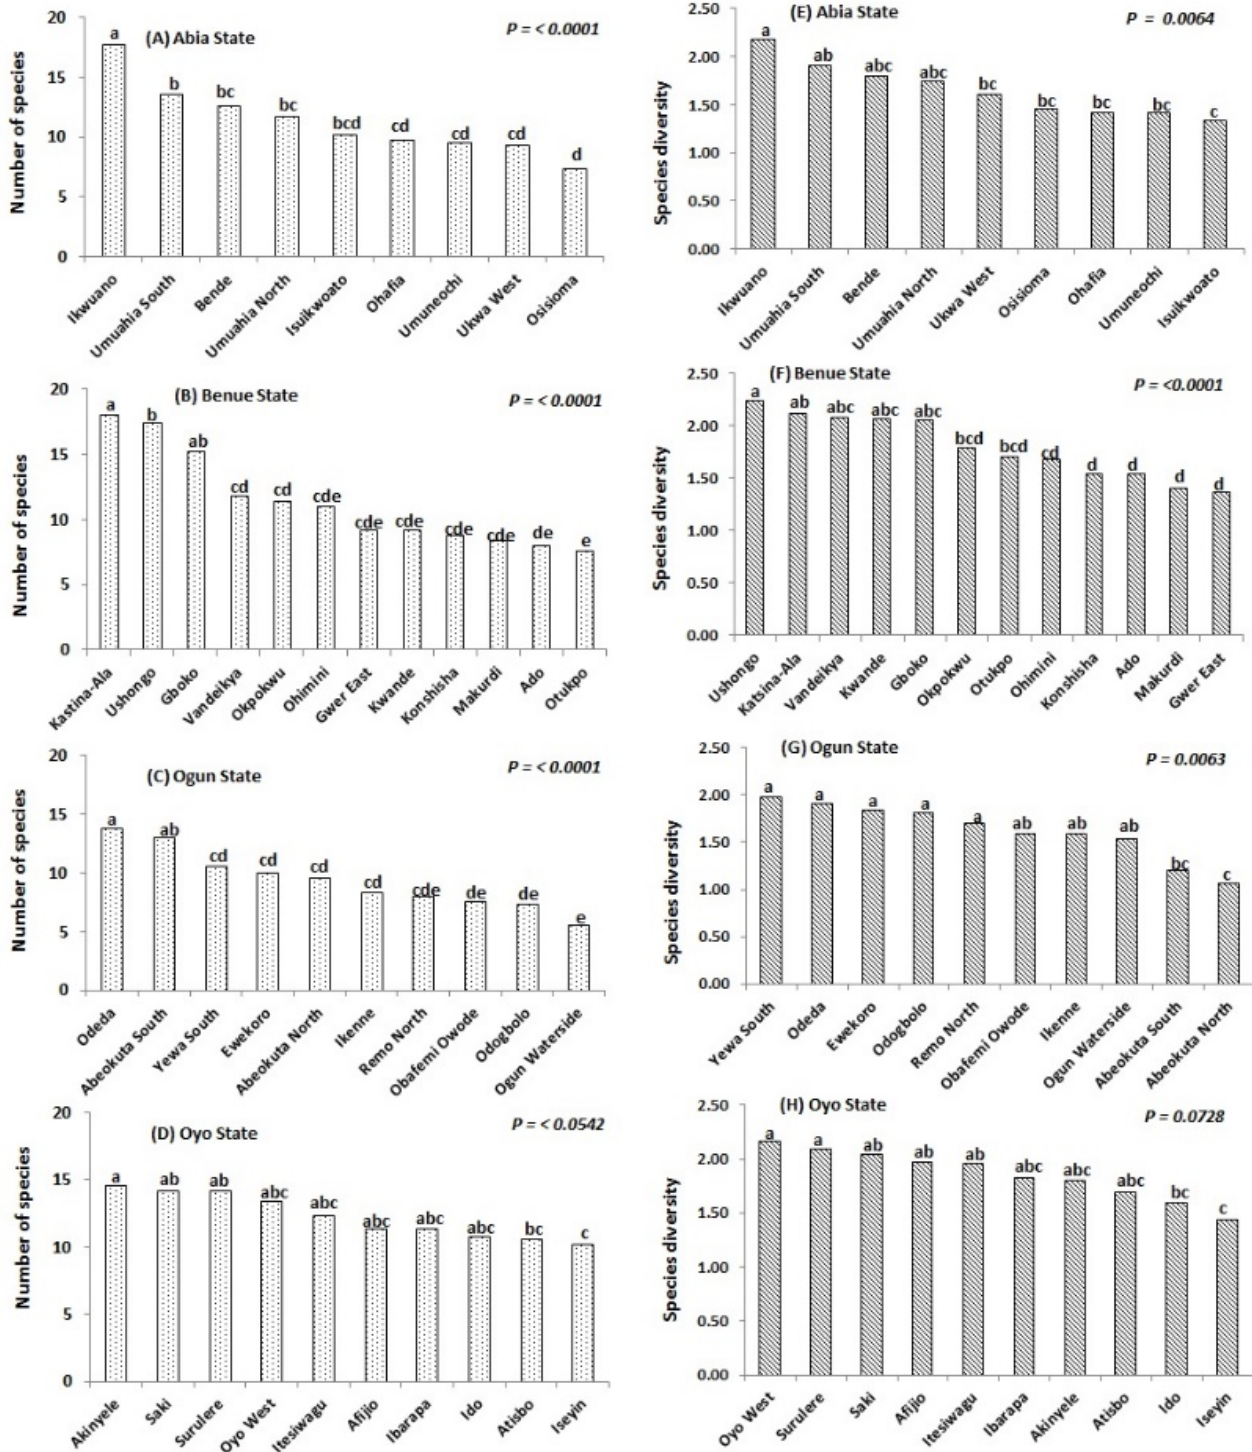 (A) Abia State
P = < 0.0001
Number of species
20
15
10
5
0
a
b
bc
bc
bcd
cd
cd
cd
d
Ikwuano
Umuahia South
Bende
Umuahia North
Isuikwoato
Ohafia
Umuneochi
Ukwa West
Osisioma
(E) Abia State
P = 0.0064
Species diversity
2.50
2.00
1.50
1.00
0.50
0.00
a
ab
abc
abc
bc
bc
bc
bc
c
Ikwuano
Umuahia South
Bende
Umuahia North
Ukwa West
Osisioma
Ohafia
Umuneochi
Isuikwoato
(B) Benue State
P = < 0.0001
Number of species
20
15
10
5
0
a
b
ab
cd
cd
cde
cde
cde
cde
cde
de
e
Kastina-Ala
Ushongo
Gboko
Vandeikya
Okpokwu
Ohimini
Gwer East
Kwande
Konshisha
Makurdi
Ado
Otukpo
(F) Benue State
P = <0.0001
Species diversity
2.50
2.00
1.50
1.00
0.50
0.00
a
ab
abc
abc
abc
bcd
bcd
cd
d
d
d
d
Ushongo
Katsina-Ala
Vandeikya
Kwande
Gboko
Okpokwu
Otukpo
Ohimini
Konshisha
Ado
Makurdi
Gwer East
(C) Ogun State
P = < 0.0001
Number of species
20
15
10
5
0
a
ab
cd
cd
cd
cd
cde
de
de
e
Odeda
Abeokuta South
Yewa South
Ewekoro
Abeokuta North
Ikenne
Remo North
Obafemi Owode
Odogbolo
Ogun Waterside
(G) Ogun State
P = 0.0063
Species diversity
2.50
2.00
1.50
1.00
0.50
0.00
a
a
a
a
a
ab
ab
ab
bc
c
Yewa South
Odeda
Ewekoro
Odogbolo
Remo North
Obafemi Owode
Ikenne
Ogun Waterside
Abeokuta South
Abeokuta North
(D) Oyo State
P = < 0.0542
Number of species
20
15
10
5
0
a
ab
ab
abc
abc
abc
abc
abc
bc
c
Akinyele
Saki
Surulere
Oyo West
Itesiwagu
Afijio
Ibarapa
Ido
Atisbo
Iseyin
(H) Oyo State
P = 0.0728
Species diversity
2.50
2.00
1.50
1.00
0.50
0.00
a
a
ab
ab
ab
abc
abc
abc
bc
c
Oyo West
Surulere
Saki
Afijio
Itesiwagu
Ibarapa
Akinyele
Atisbo
Ido
Iseyin